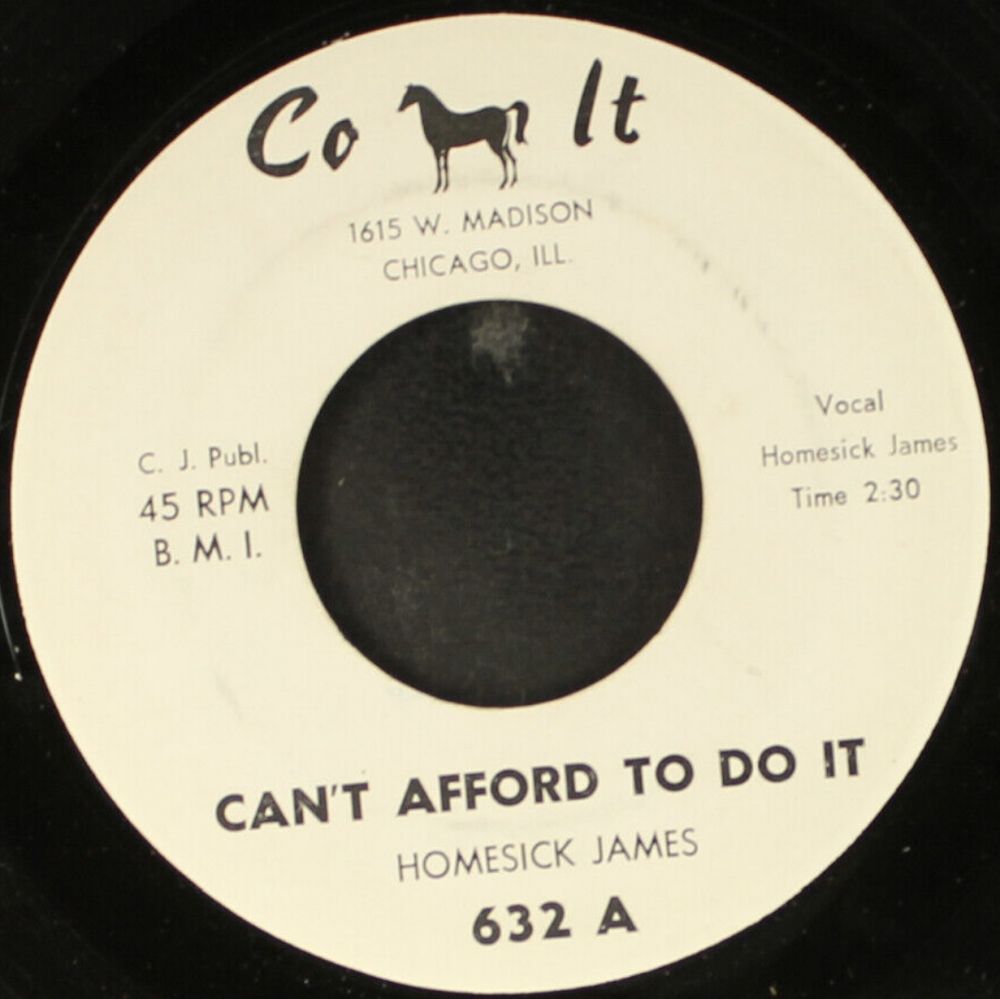 Co lt
1615 W. MADISON
CHICAGO, ILL.
C. J. Publ.
45 RPM
B. M. I.
Vocal
Homesick James
Time 2:30
CAN'T AFFORD TO DO IT
HOMESICK JAMES
632 A